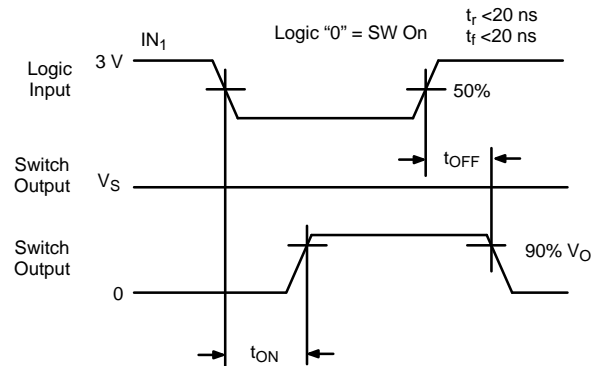 IN1
Logic “0” = SW On
tr <20 ns
tf <20 ns
Logic
Input
3 V
50%
tOFF
Switch
Output
VS
Switch
Output
90% VO
0
tON